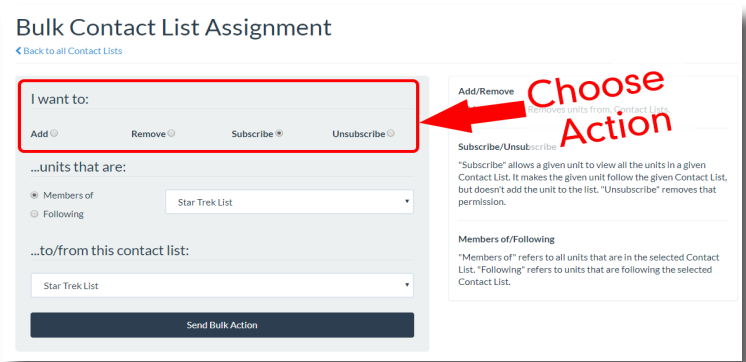 Bulk Contact List Assignment
Back to all Contact Lists
I want to:
Add Remove Subscribe Unsubscribe
...units that are:
Members of
Following
Star Trek List
...to/from this contact list:
Star Trek List
Send Bulk Action
Choose
Action
Add/Remove
Removes units from, Contact Lists.
Subscribe/Unsubscribe
"Subscribe" allows a given unit to view all the units in a given
Contact List. It makes the given unit follow the given Contact List,
but doesn't add the unit to the list. "Unsubscribe" removes that
permission.
Members of/Following
"Members of" refers to all units that are in the selected Contact
List. "Following" refers to units that are following the selected
Contact List.